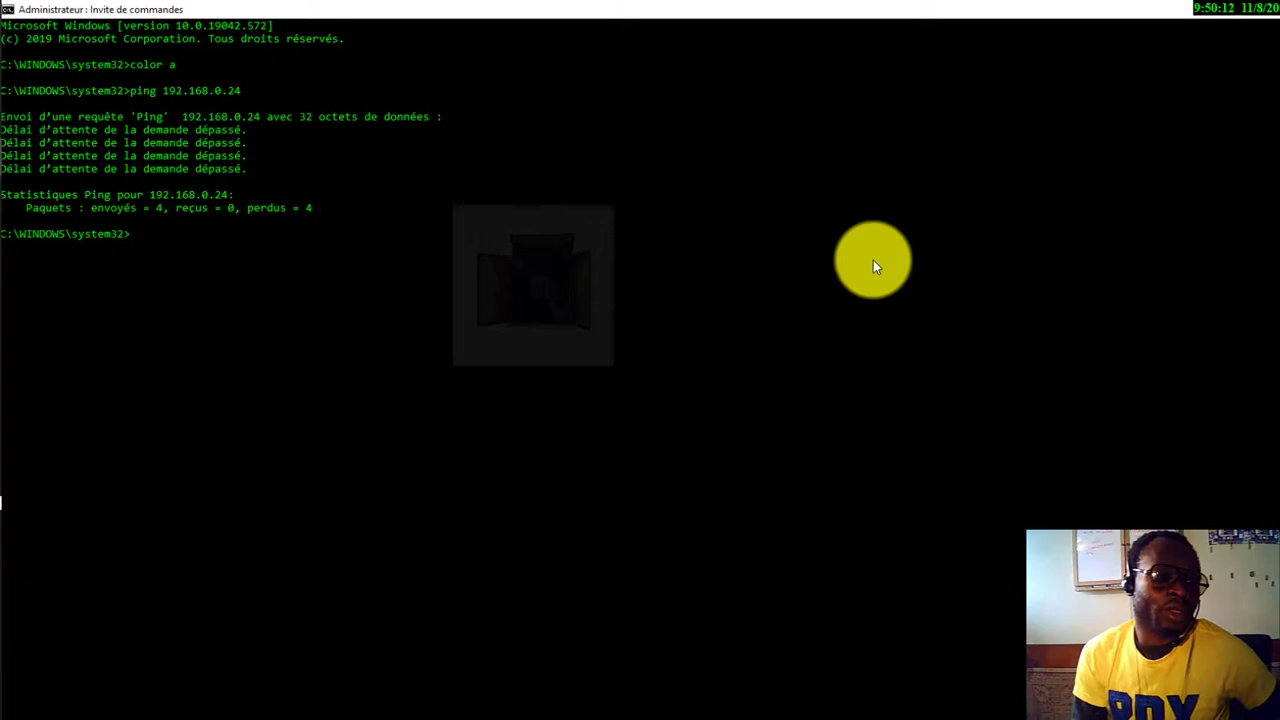 Administrateur : Invite de commandes
9:50:12 11/8/20
Microsoft Windows [version 10.0.19042.572]
(c) 2019 Microsoft Corporation. Tous droits réservés.
C:\WINDOWS\system32>color a
C:\WINDOWS\system32>ping 192.168.0.24
Envoi d’une requête 'Ping'  192.168.0.24 avec 32 octets de données :
Délai d’attente de la demande dépassé.
Délai d’attente de la demande dépassé.
Délai d’attente de la demande dépassé.
Délai d’attente de la demande dépassé.
Statistiques Ping pour 192.168.0.24:
    Paquets : envoyés = 4, reçus = 0, perdus = 4
C:\WINDOWS\system32>